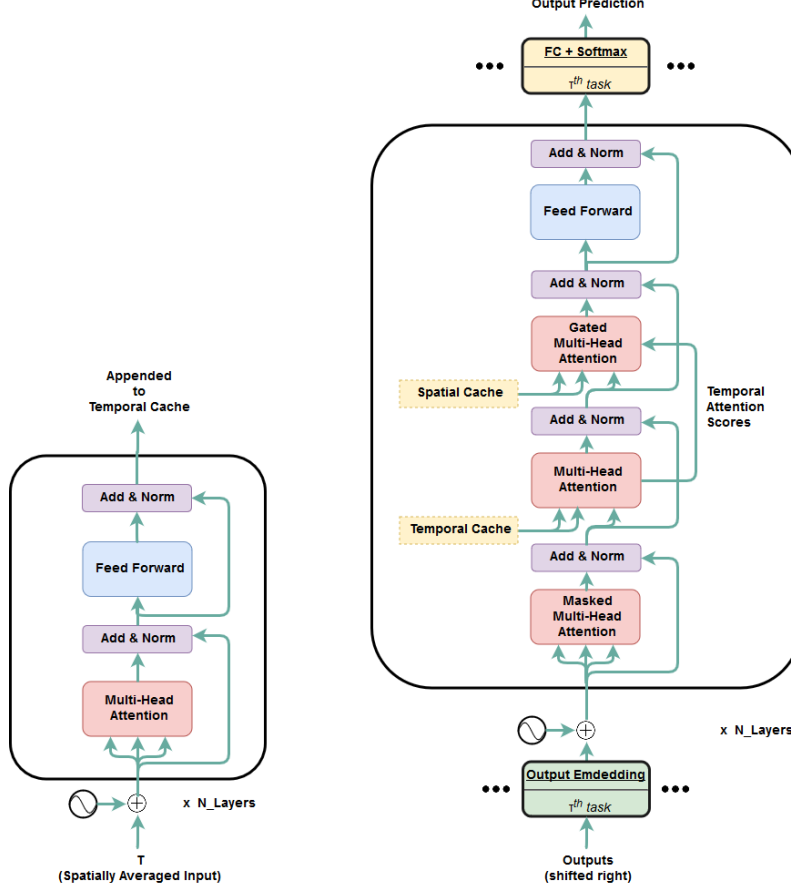 Output Prediction
FC + Softmax
τth task
Add & Norm
Feed Forward
Add & Norm
Gated
Multi-Head
Attention
Spatial Cache
Temporal
Attention
Scores
Add & Norm
Multi-Head
Attention
Temporal Cache
Add & Norm
Masked
Multi-Head
Attention
x N_Layers
Output Emdedding
τth task
Outputs
(shifted right)
Appended
to
Temporal Cache
Add & Norm
Feed Forward
Add & Norm
Multi-Head
Attention
x N_Layers
T
(Spatially Averaged Input)